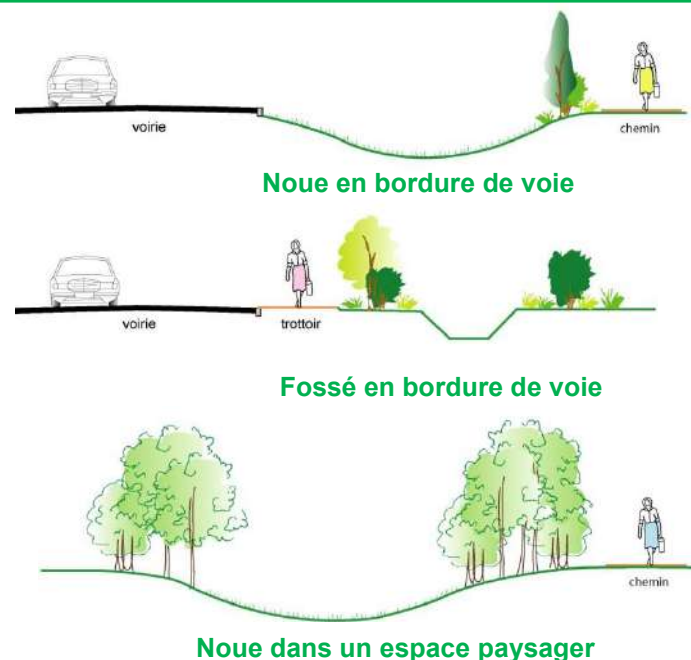 voirie
chemin
Noue en bordure de voie
voirie
trottoir
Fossé en bordure de voie
chemin
Noue dans un espace paysager